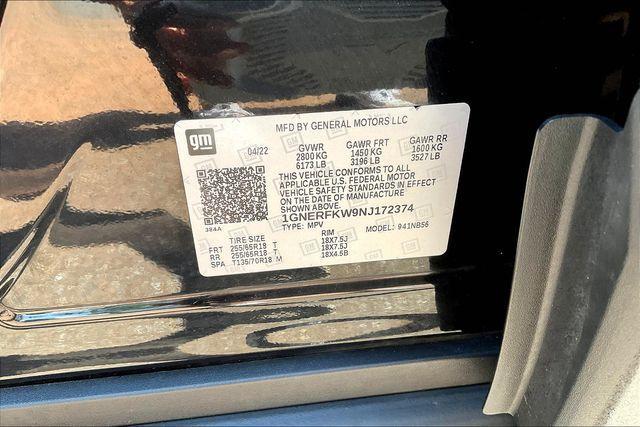 gm
MFD BY GENERAL MOTORS LLC
04/22 GVWR GAWR FRT GAWR RR
2800 KG 1450 KG 1600 KG
6173 LB 3196 LB 3527 LB
THIS VEHICLE CONFORMS TO ALL
APPLICABLE U.S. FEDERAL MOTOR
VEHICLE SAFETY STANDARDS IN EFFECT
ON THE DATE OF MANUFACTURE
SHOWN ABOVE.
384A 1GNERFKW9NJ172374
TYPE: MPV MODEL: 941NB56
TIRE SIZE RIM
FRT 255/65R18 T 18X7.5J
RR 255/65R18 T 18X7.5J
SPA T135/70R18 M 18X4.5B